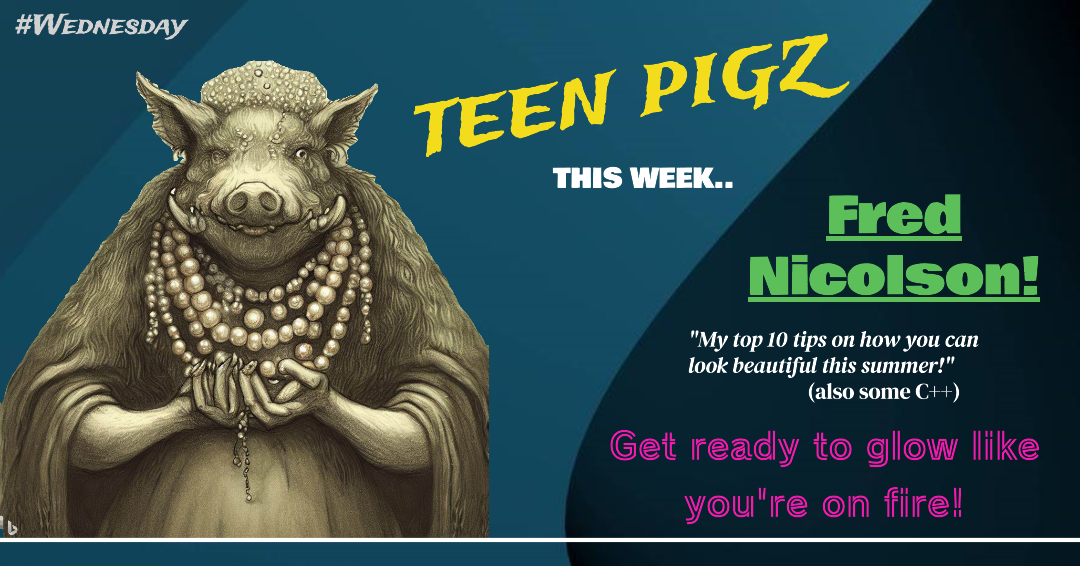 #Wednesday
TEEN PIGZ
THIS WEEK..
Fred
Nicolson!
"My top 10 tips on how you can
look beautiful this summer!"
(also some C++)
Get ready to glow like
you're on fire!